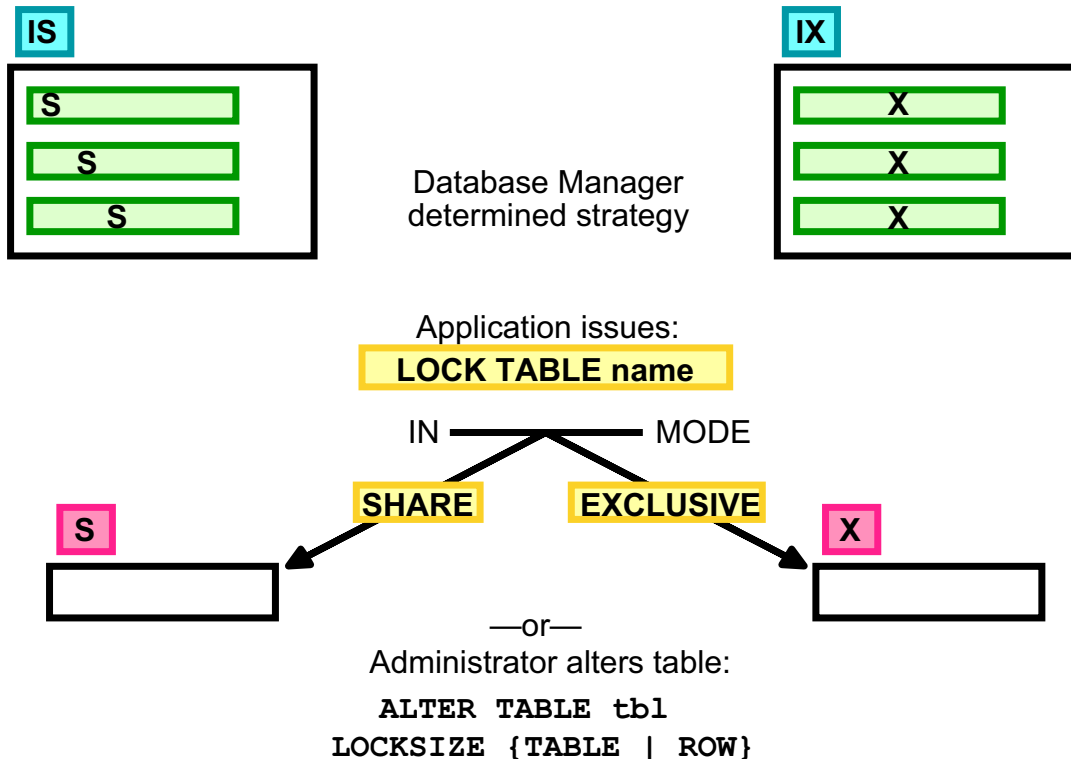 IS
IX
S
X
S
X
S
X
Database Manager
determined strategy
Application issues:
LOCK TABLE name
IN
MODE
SHARE
EXCLUSIVE
S
X
—or—
Administrator alters table:
ALTER TABLE tbl
LOCKSIZE {TABLE | ROW}